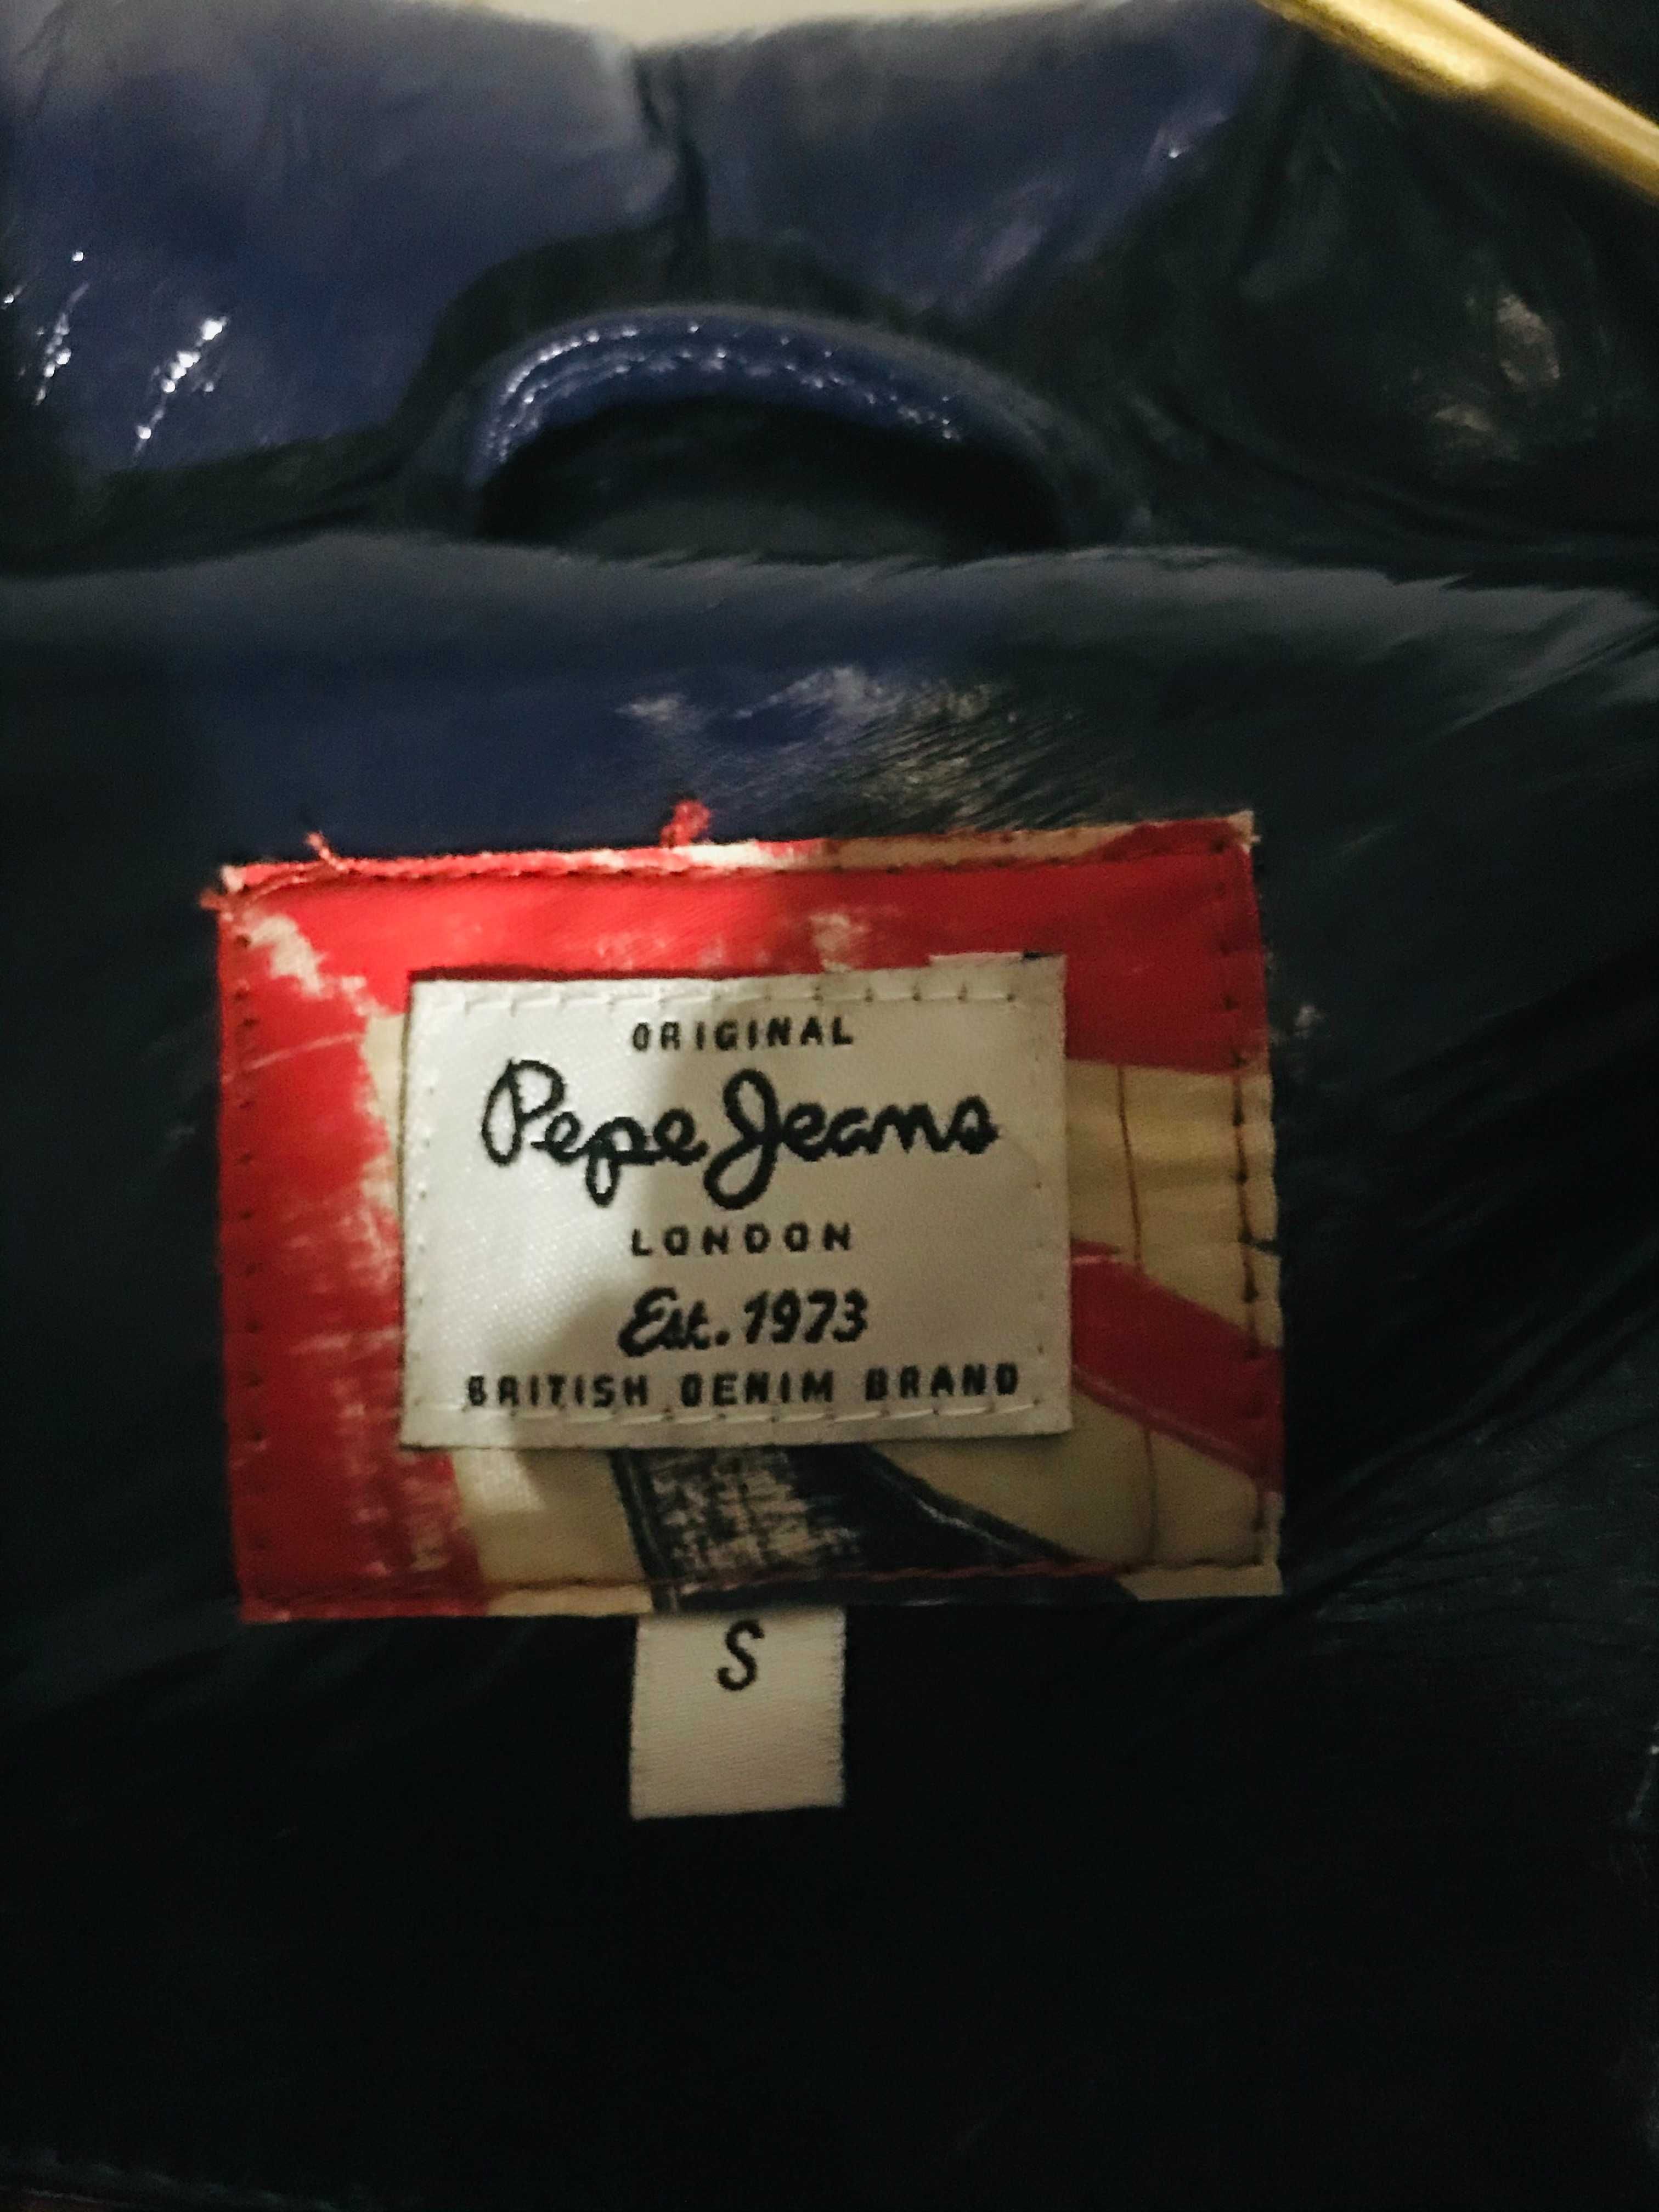 ORIGINAL
Pepe Jeans
LONDON
Est. 1973
BRITISH DENIM BRAND
S